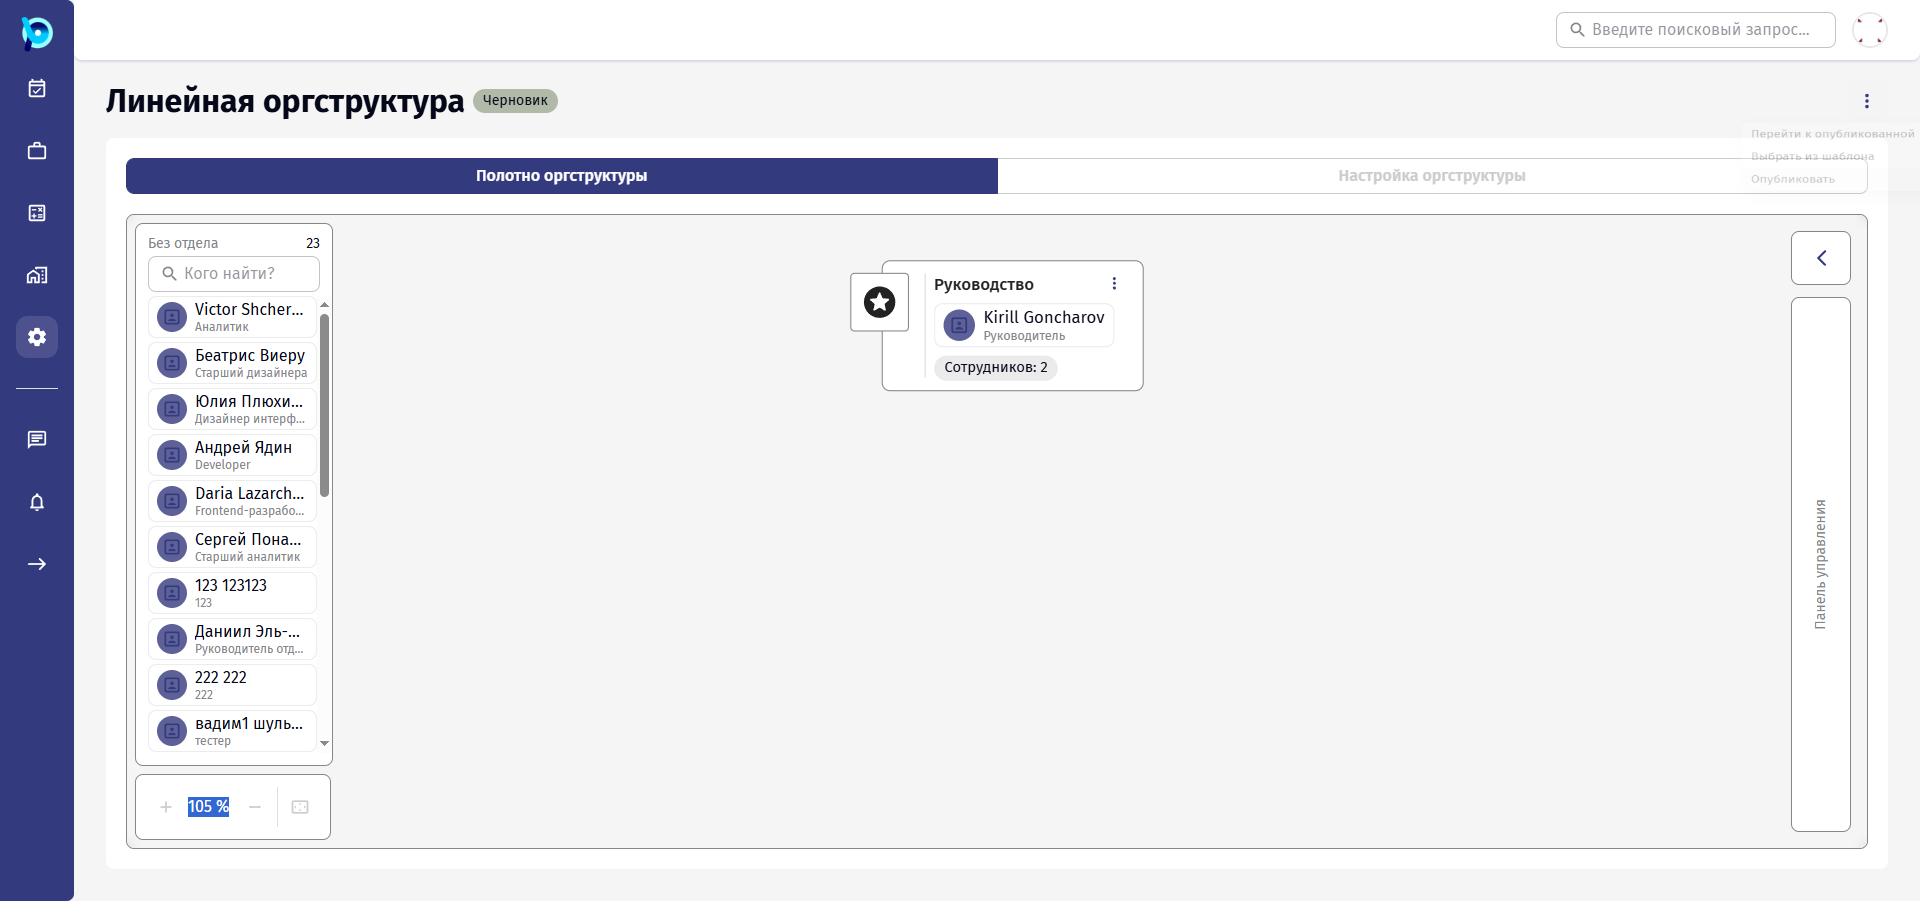 Введите поисковый запрос...
Линейная оргструктура
Черновик
Перейти к опубликованной
Выбрать из шаблона
Опубликовать
Полотно оргструктуры
Настройка оргструктуры
Без отдела 23
Кого найти?
Victor Shcher...
Аналитик
Беатрис Виеру
Старший дизайнера
Юлия Плюхи...
Дизайнер интерф...
Андрей Ядин
Developer
Daria Lazarch...
Frontend-разрабо...
Сергей Пона...
Старший аналитик
123 123123
123
Даниил Эль-...
Руководитель отд...
222 222
222
вадим1 шуль...
тестер
105 %
Руководство
Kirill Goncharov
Руководитель
Сотрудников: 2
Панель управления